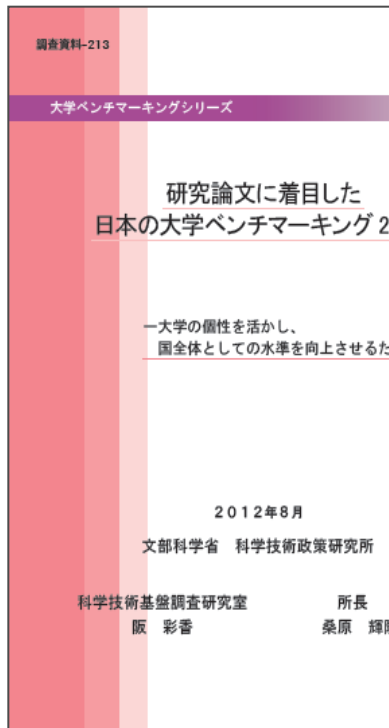 調査資料-213
大学ベンチマーキングシリーズ
研究論文に着目した
日本の大学ベンチマーキング 2
―大学の個性を活かし、
国全体としての水準を向上させるた
2012年8月
文部科学省 科学技術政策研究所
科学技術基盤調査研究室 所長
阪 彩香 桑原 輝